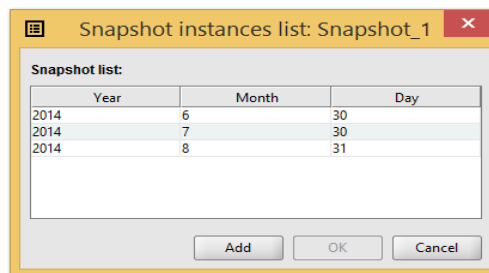 Snapshot instances list: Snapshot_1
Snapshot list:
Year Month Day
2014 6 30
2014 7 30
2014 8 31
Add OK Cancel